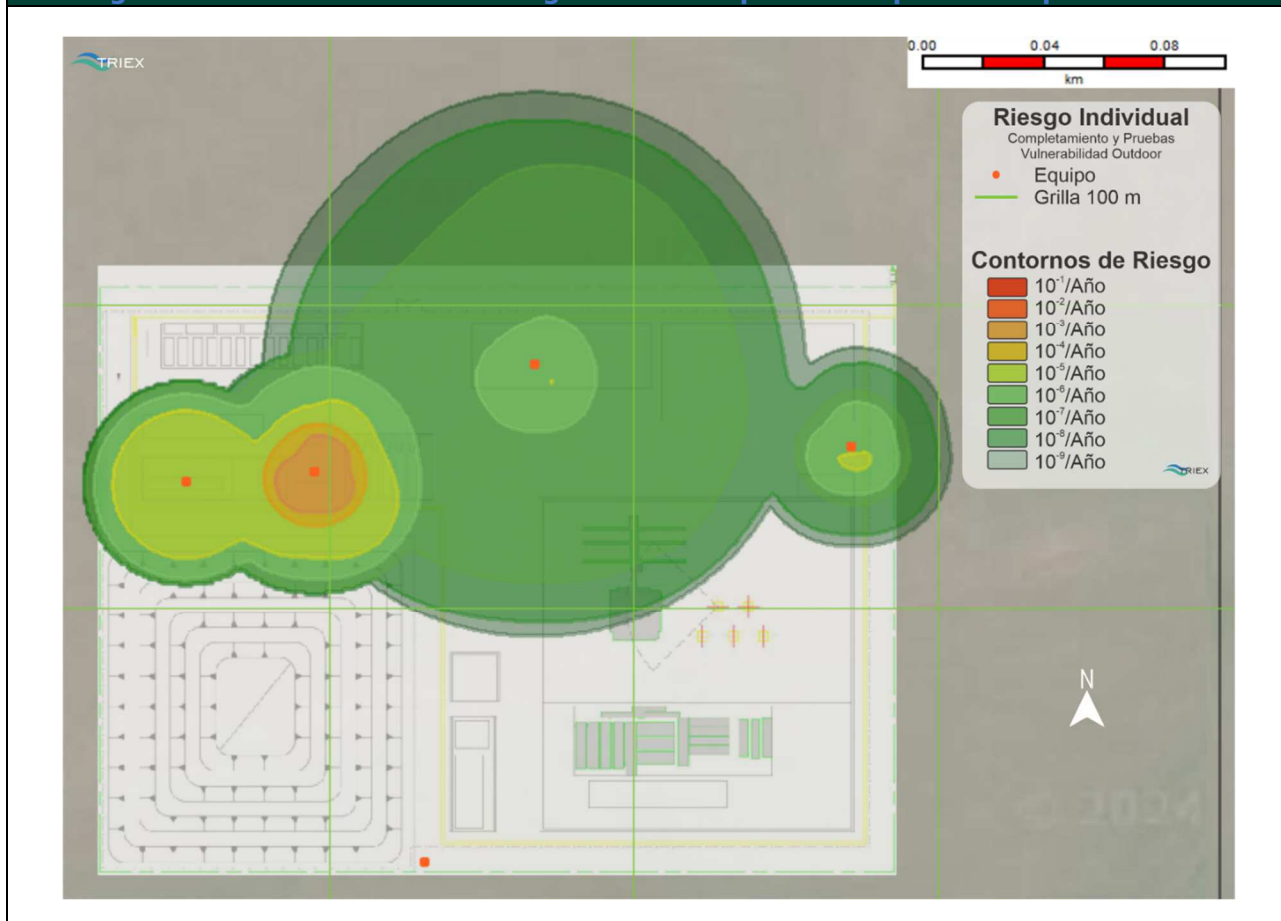 TRIEX
0.00 0.04 0.08
km
Riesgo Individual
Completamiento y Pruebas
Vulnerabilidad Outdoor
Equipo
Grilla 100 m
Contornos de Riesgo
10⁻¹/Año
10⁻²/Año
10⁻³/Año
10⁻⁴/Año
10⁻⁵/Año
10⁻⁶/Año
10⁻⁷/Año
10⁻⁸/Año
10⁻⁹/Año
TRIEX
N